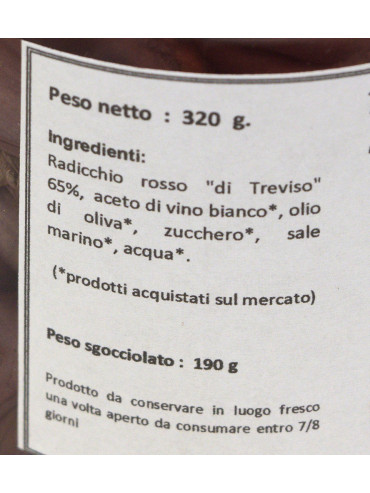 Peso netto : 320 g.
Ingredienti:
Radicchio rosso "di Treviso"
65%, aceto di vino bianco*, olio
di oliva*, zucchero*, sale
marino*, acqua*.
(*prodotti acquistati sul mercato)
Peso sgocciolato : 190 g
Prodotto da conservare in luogo fresco
una volta aperto da consumare entro 7/8
giorni